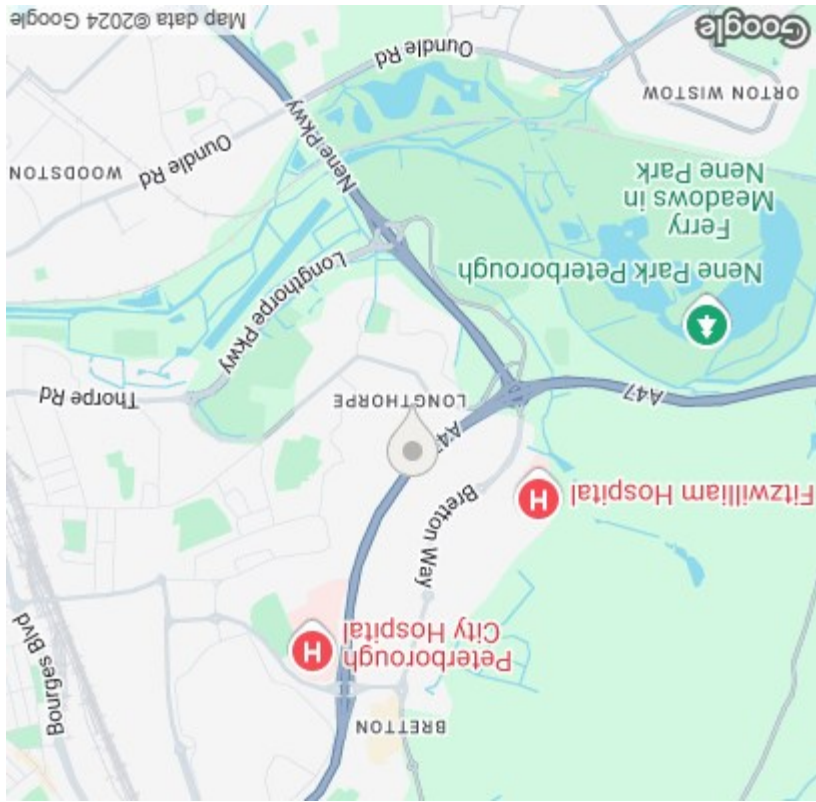 BRETTON
Peterborough
City Hospital
Bourges Blvd
Bretton Way
Fitzwilliam Hospital
LONGTHORPE
Thorpe Rd
A47
Longthorpe Pkwy
Nene Park Peterborough
Ferry
Meadows in
Nene Park
Nene Pkwy
WOODSTON
Oundle Rd
ORTON WISTOW
Oundle Rd
Google
Map data ©2024 Google